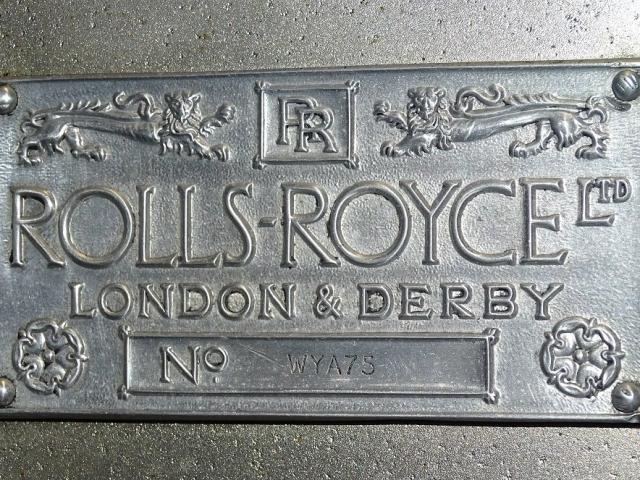 RR
ROLLS-ROYCE LTD
LONDON & DERBY
No WYA75